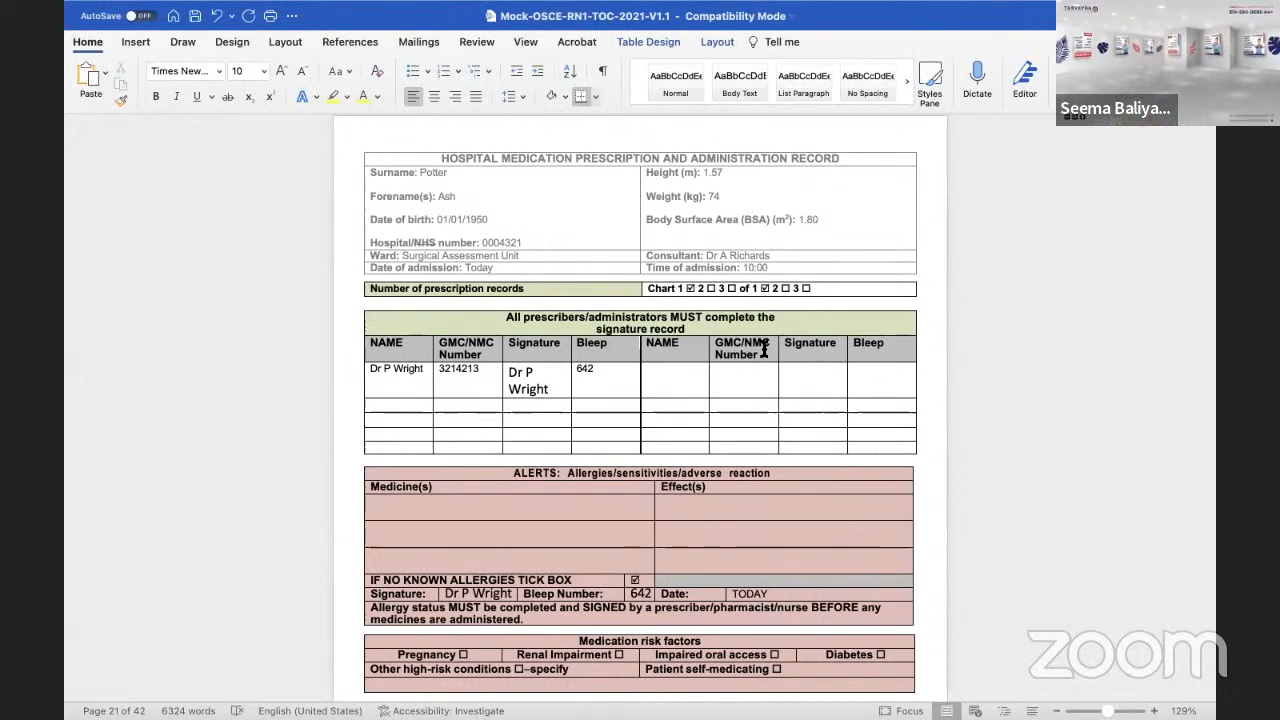 AutoSave OFF
Mock-OSCE-RN1-TOC-2021-V1.1 - Compatibility Mode
Home Insert Draw Design Layout References Mailings Review View Acrobat Table Design Layout Tell me
Paste
Times New... 10
AaBbCcDdEe AaBbCcDdE AaBbCcDdEe AaBbCcDdEe
Normal Body Text List Paragraph No Spacing
Styles Pane
Dictate
Editor
Seema Baliya...
HOSPITAL MEDICATION PRESCRIPTION AND ADMINISTRATION RECORD
Surname: Potter Height (m): 1.57
Forename(s): Ash Weight (kg): 74
Date of birth: 01/01/1950 Body Surface Area (BSA) (m²): 1.80
Hospital/NHS number: 0004321
Ward: Surgical Assessment Unit Consultant: Dr A Richards
Date of admission: Today Time of admission: 10:00
Number of prescription records Chart 1 ☑ 2 ☐ 3 ☐ of 1 ☑ 2 ☐ 3 ☐
All prescribers/administrators MUST complete the
signature record
NAME GMC/NMC Number Signature Bleep NAME GMC/NMC Number Signature Bleep
Dr P Wright 3214213 Dr P Wright 642
ALERTS: Allergies/sensitivities/adverse reaction
Medicine(s) Effect(s)
IF NO KNOWN ALLERGIES TICK BOX ☑
Signature: Dr P Wright Bleep Number: 642 Date: TODAY
Allergy status MUST be completed and SIGNED by a prescriber/pharmacist/nurse BEFORE any
medicines are administered.
Medication risk factors
Pregnancy ☐ Renal Impairment ☐ Impaired oral access ☐ Diabetes ☐
Other high-risk conditions ☐–specify Patient self-medicating ☐
zoom
Page 21 of 42 6324 words English (United States) Accessibility: Investigate Focus 129%